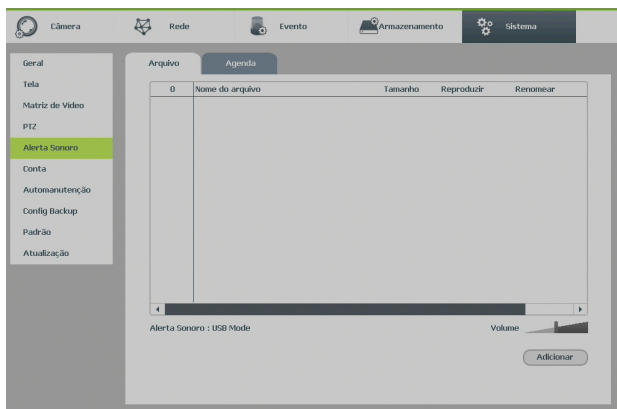 Câmera Rede Evento Armazenamento Sistema
Geral
Tela
Matriz de Vídeo
PTZ
Alerta Sonoro
Conta
Automanutenção
Config Backup
Padrão
Atualização
Arquivo Agenda
0 Nome do arquivo Tamanho Reproduzir Renomear
Alerta Sonoro : USB Mode Volume
Adicionar